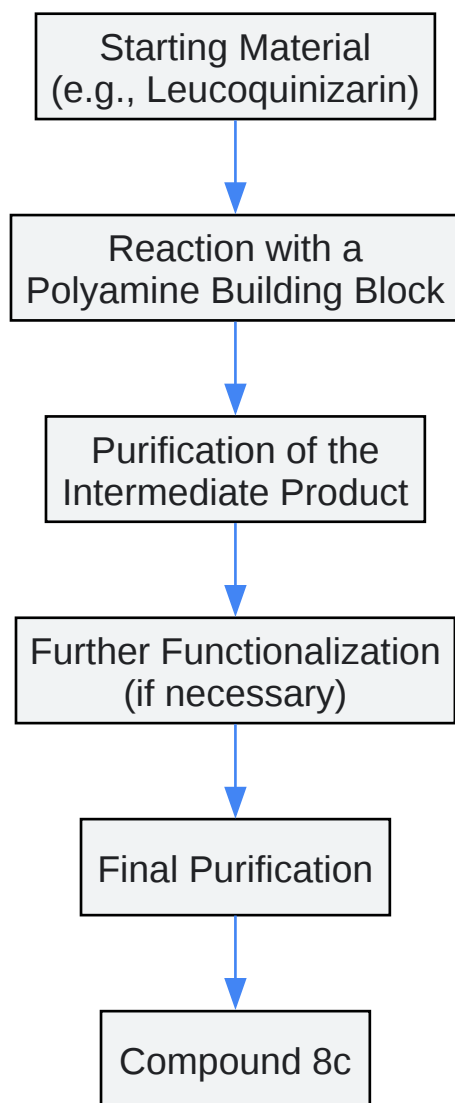 Starting Material
(e.g., Leucoquinizarin)
Reaction with a
Polyamine Building Block
Purification of the
Intermediate Product
Further Functionalization
(if necessary)
Final Purification
Compound 8c